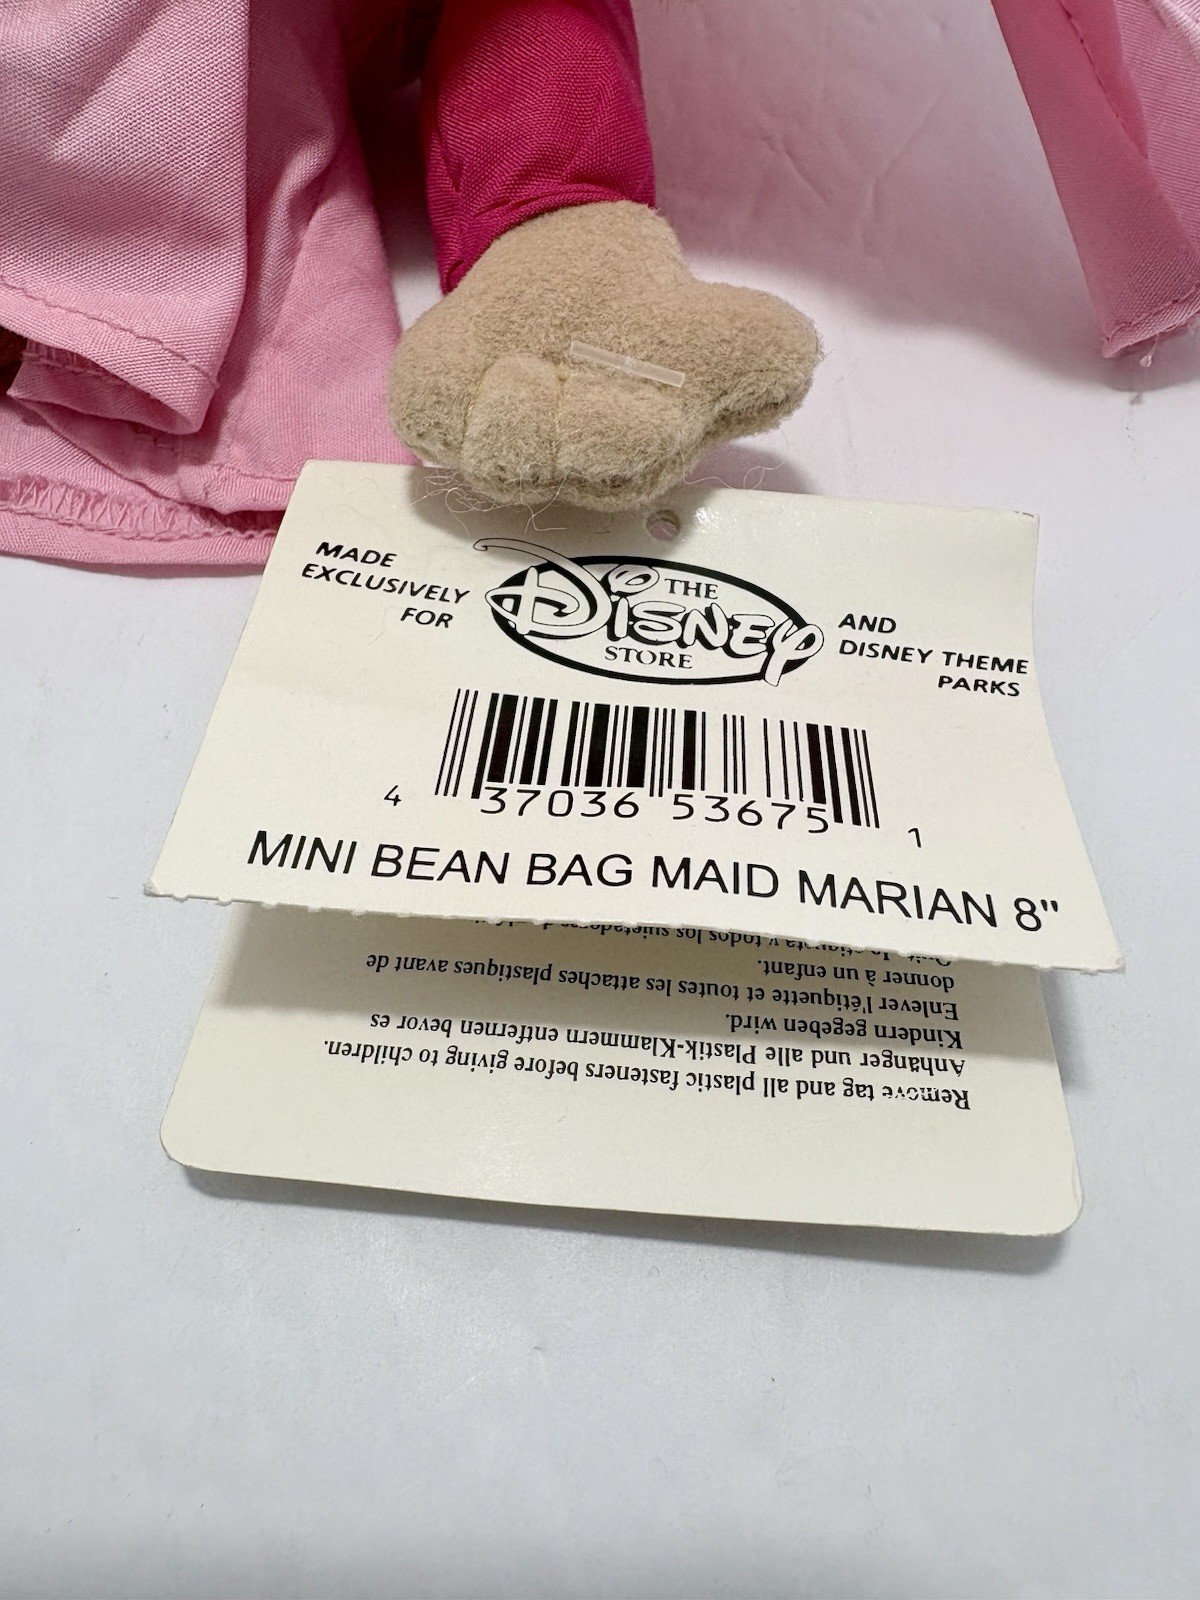 MADE
EXCLUSIVELY
FOR
THE
DISNEY
STORE
AND
DISNEY THEME
PARKS
4 37036 53675 1
MINI BEAN BAG MAID MARIAN 8"
Remove tag and all plastic fasteners before giving to children.
Anhänger und alle Plastik-Klammern entfernen bevor es
Kindern gegeben wird.
Enlever l'étiquette et toutes les attaches plastiques avant de
donner à un enfant.
y todos los